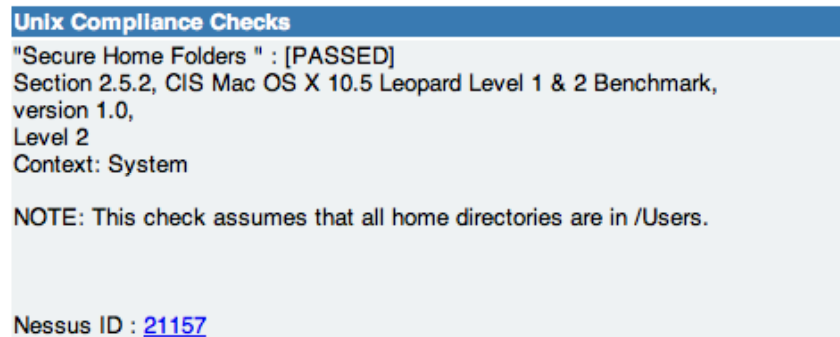 Unix Compliance Checks
"Secure Home Folders " : [PASSED]
Section 2.5.2, CIS Mac OS X 10.5 Leopard Level 1 & 2 Benchmark,
version 1.0,
Level 2
Context: System
NOTE: This check assumes that all home directories are in /Users.
Nessus ID : 21157